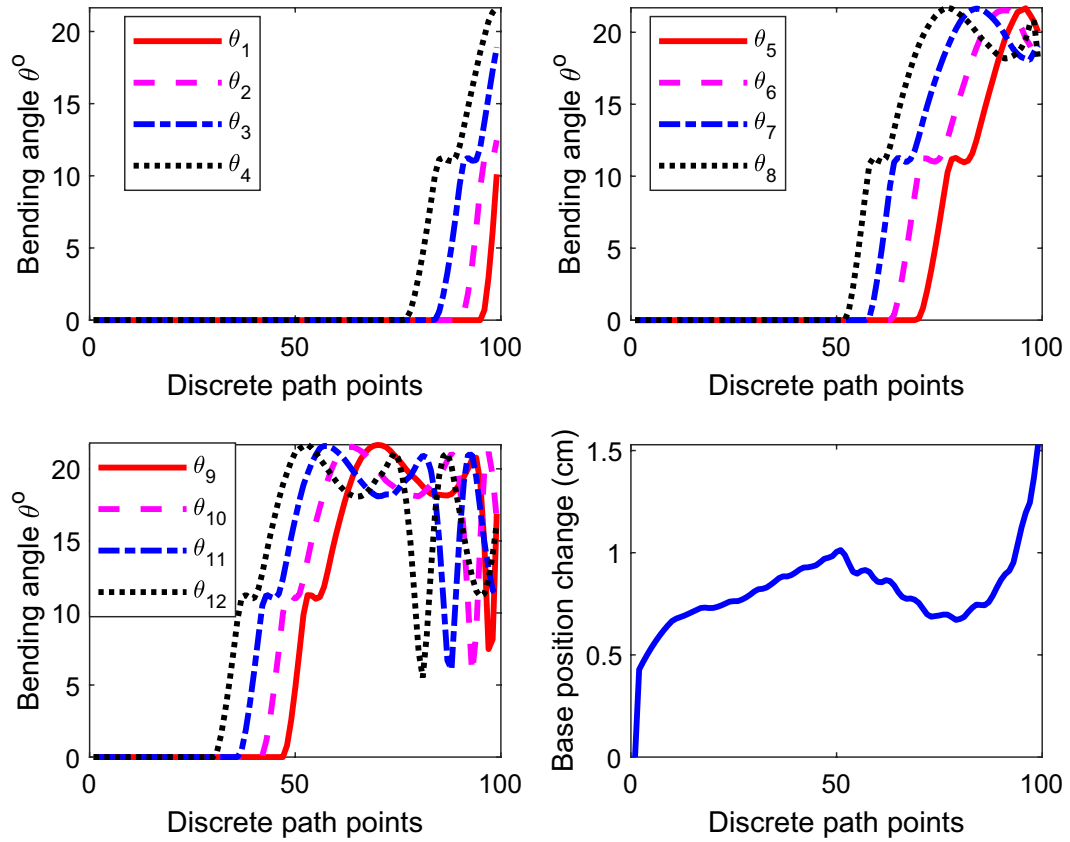 Bending angle θ°
20
15
10
5
0
θ₁
θ₂
θ₃
θ₄
0
50
100
Discrete path points
Bending angle θ°
20
15
10
5
0
θ₅
θ₆
θ₇
θ₈
0
50
100
Discrete path points
Bending angle θ°
20
15
10
5
0
θ₉
θ₁₀
θ₁₁
θ₁₂
0
50
100
Discrete path points
Base position change (cm)
1.5
1
0.5
0
0
50
100
Discrete path points